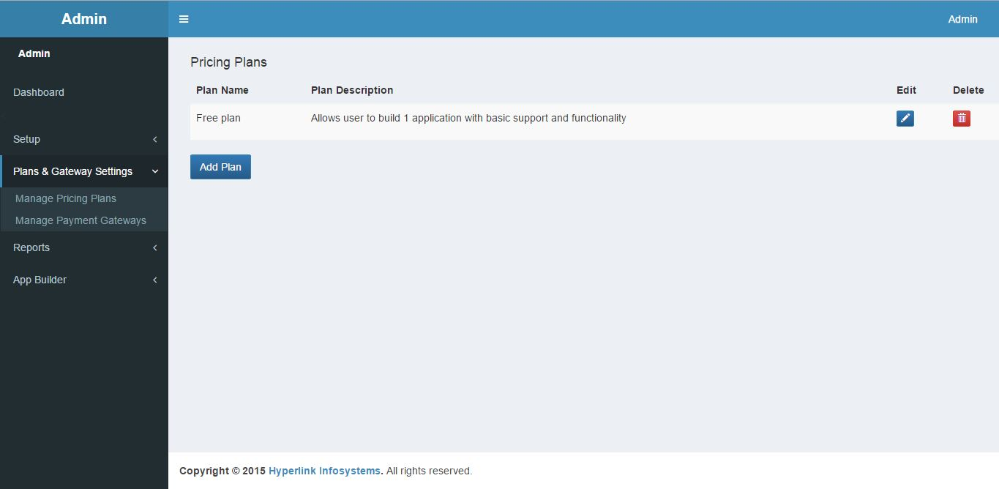 Admin
Admin
Admin
Dashboard
Setup
Plans & Gateway Settings
Manage Pricing Plans
Manage Payment Gateways
Reports
App Builder
Pricing Plans
Plan Name Plan Description Edit Delete
Free plan Allows user to build 1 application with basic support and functionality
Add Plan
Copyright © 2015 Hyperlink Infosystems. All rights reserved.